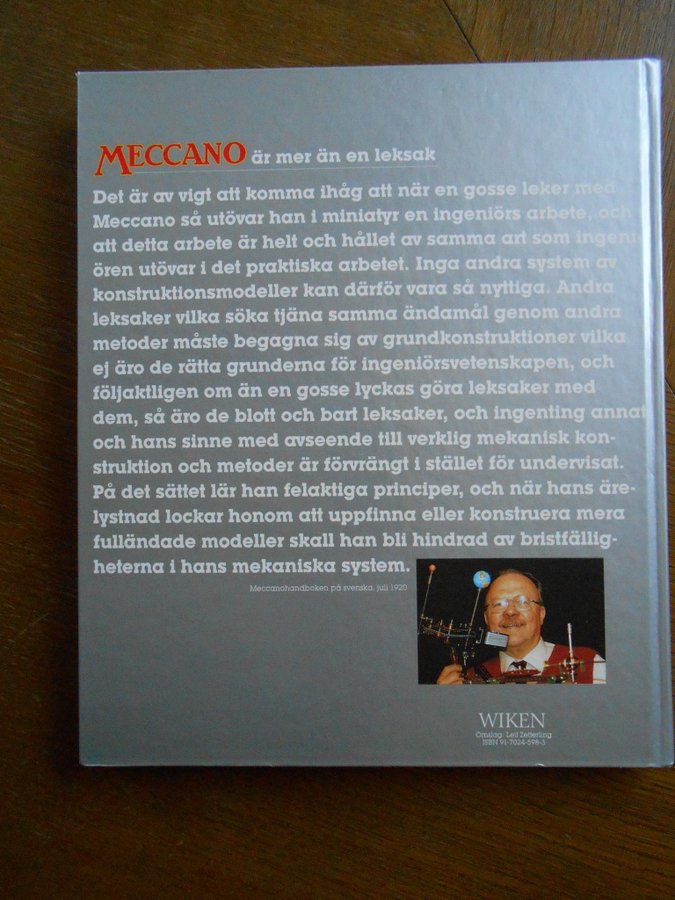 MECCANO är mer än en leksak
Det är av vigt att komma ihåg att när en gosse leker med
Meccano så utövar han i miniatyr en ingeniörs arbete, och
att detta arbete är helt och hållet av samma art som ingeni-
ören utövar i det praktiska arbetet. Inga andra system av
konstruktionsmodeller kan därför vara så nyttiga. Andra
leksaker vilka söka tjäna samma ändamål genom andra
metoder måste begagna sig av grundkonstruktioner vilka
ej äro de rätta grunderna för ingeniörsvetenskapen, och
följaktligen om än en gosse lyckas göra leksaker med
dem, så äro de blott och bart leksaker, och ingenting annat
och hans sinne med avseende till verklig mekanisk kon-
struktion och metoder är förvrängt i stället för undervisat.
På det sättet lär han felaktiga principer, och när hans äre-
lystnad lockar honom att uppfinna eller konstruera mera
fulländade modeller skall han bli hindrad av bristfällig-
heterna i hans mekaniska system.
Meccanohandboken på svenska, juli 1920
WIKEN
Omslag: Leif Zetterling
ISBN 91-7024-598-3